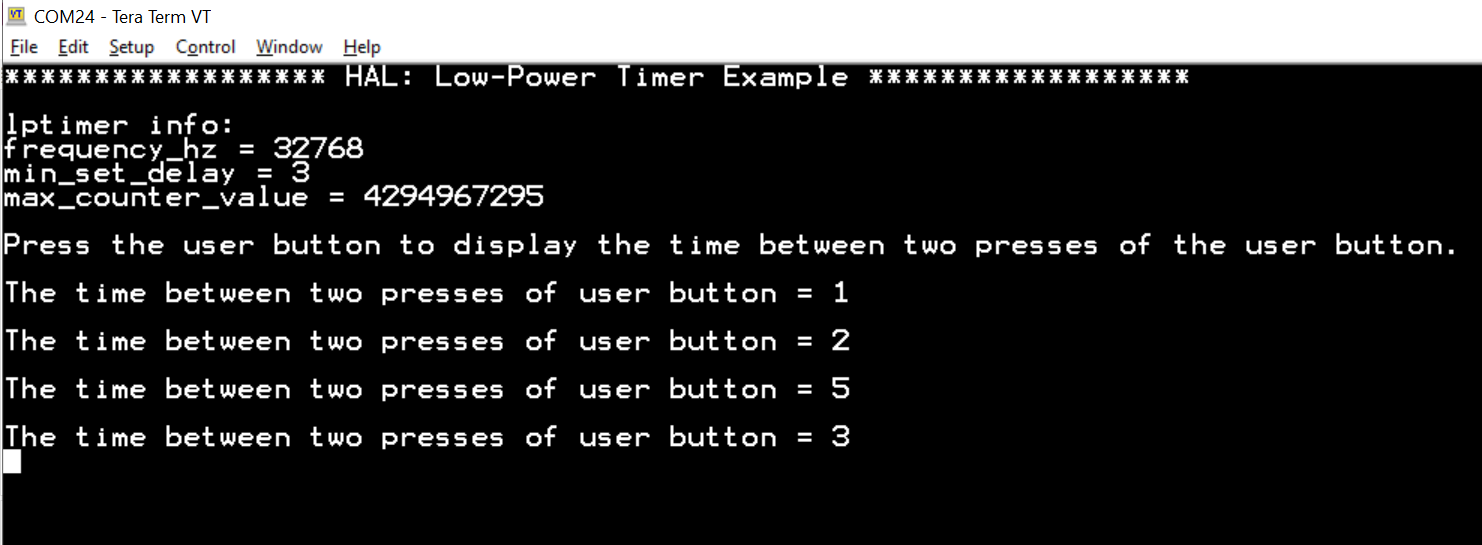 COM24 - Tera Term VT
File Edit Setup Control Window Help
****************** HAL: Low-Power Timer Example ******************
lptimer info:
frequency_hz = 32768
min_set_delay = 3
max_counter_value = 4294967295
Press the user button to display the time between two presses of the user button.
The time between two presses of user button = 1
The time between two presses of user button = 2
The time between two presses of user button = 5
The time between two presses of user button = 3